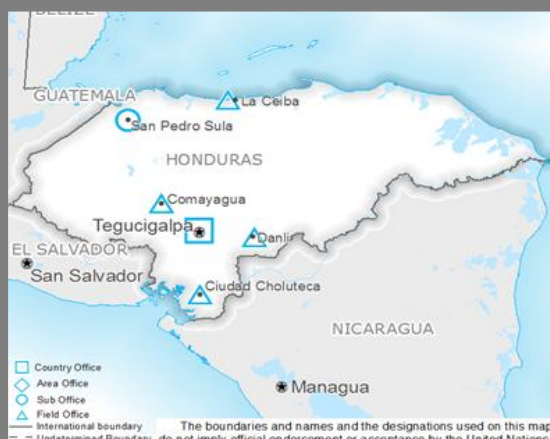 BELIZE
GUATEMALA
La Ceiba
San Pedro Sula
HONDURAS
Comayagua
Tegucigalpa
Danli
EL SALVADOR
San Salvador
Ciudad Choluteca
NICARAGUA
Managua
Country Office
Area Office
Sub Office
Field Office
International boundary
The boundaries and names and the designations used on this map
Undetermined Boundary do not imply official endorsement or acceptance by the United Nations